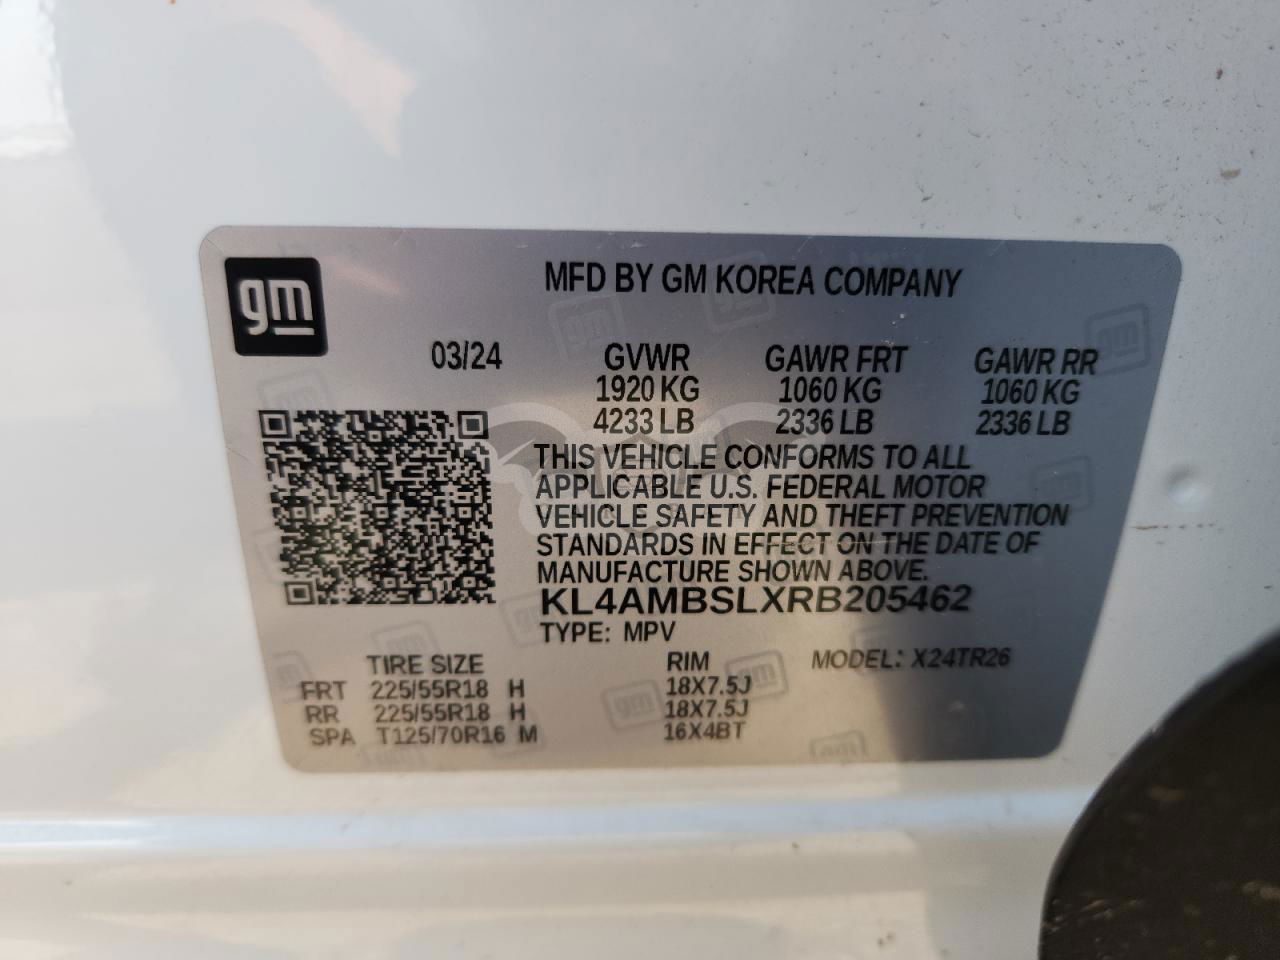 gm
MFD BY GM KOREA COMPANY
03/24 GVWR GAWR FRT GAWR RR
1920 KG 1060 KG 1060 KG
4233 LB 2336 LB 2336 LB
THIS VEHICLE CONFORMS TO ALL
APPLICABLE U.S. FEDERAL MOTOR
VEHICLE SAFETY AND THEFT PREVENTION
STANDARDS IN EFFECT ON THE DATE OF
MANUFACTURE SHOWN ABOVE.
KL4AMBSLXRB205462
TYPE: MPV
TIRE SIZE RIM MODEL: X24TR26
FRT 225/55R18 H 18X7.5J
RR 225/55R18 H 18X7.5J
SPA T125/70R16 M 16X4BT